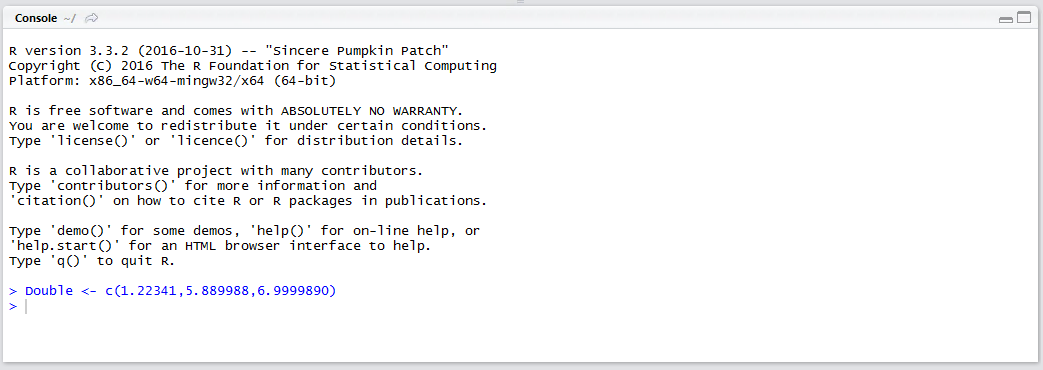 Console ~/
R version 3.3.2 (2016-10-31) -- "Sincere Pumpkin Patch"
Copyright (C) 2016 The R Foundation for Statistical Computing
Platform: x86_64-w64-mingw32/x64 (64-bit)
R is free software and comes with ABSOLUTELY NO WARRANTY.
You are welcome to redistribute it under certain conditions.
Type 'license()' or 'licence()' for distribution details.
R is a collaborative project with many contributors.
Type 'contributors()' for more information and
'citation()' on how to cite R or R packages in publications.
Type 'demo()' for some demos, 'help()' for on-line help, or
'help.start()' for an HTML browser interface to help.
Type 'q()' to quit R.
> Double <- c(1.22341,5.889988,6.9999890)
>